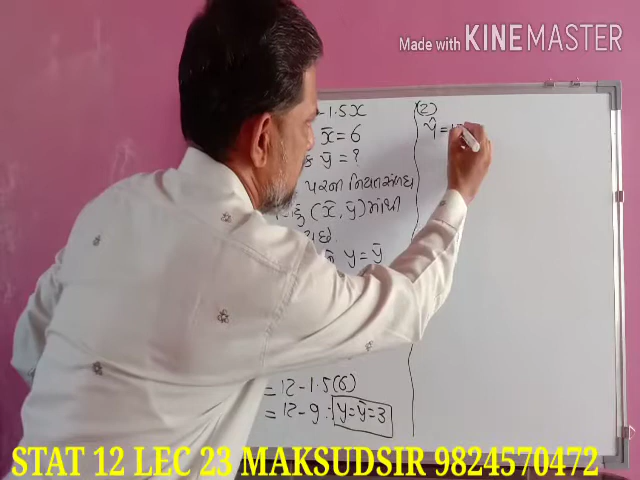 Made with KINEMASTER
- 1.5x
x̄ = 6
ȳ = ?
પરની નિયતસંબંધ
(x̄, ȳ) માંથી
છે.
y = ȳ
= 12 - 1.5(6)
= 12 - 9 ∴ y = ȳ = 3
(2)
ŷ = 
STAT 12 LEC 23 MAKSUDSIR 9824570472